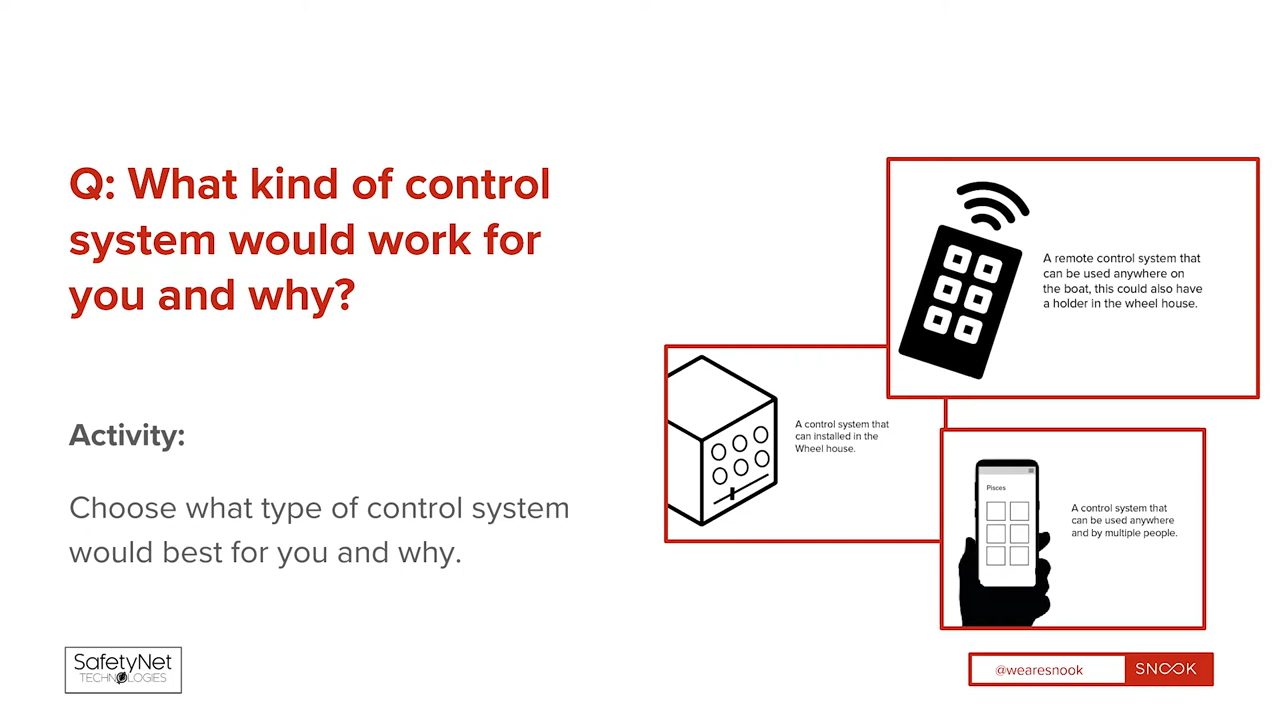 Q: What kind of control
system would work for
you and why?
Activity:
Choose what type of control system
would best for you and why.
A remote control system that
can be used anywhere on
the boat, this could also have
a holder in the wheel house.
A control system that
can installed in the
Wheel house.
Pisces
A control system that
can be used anywhere
and by multiple people.
SafetyNet
TECHNOLOGIES
@wearesnook
SNOOK